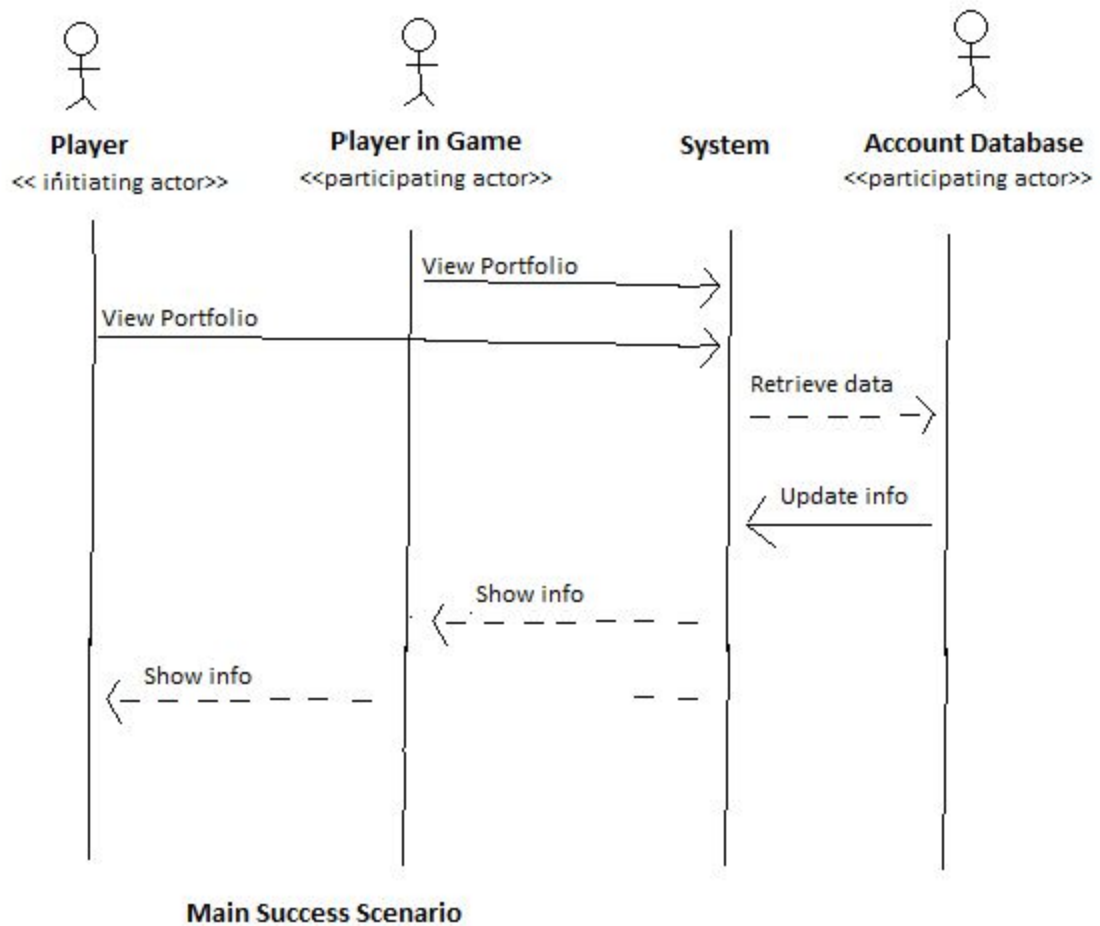 Player
<< initiating actor>>
Player in Game
<<participating actor>>
System
Account Database
<<participating actor>>
View Portfolio
View Portfolio
Retrieve data
Update info
Show info
Show info
Main Success Scenario